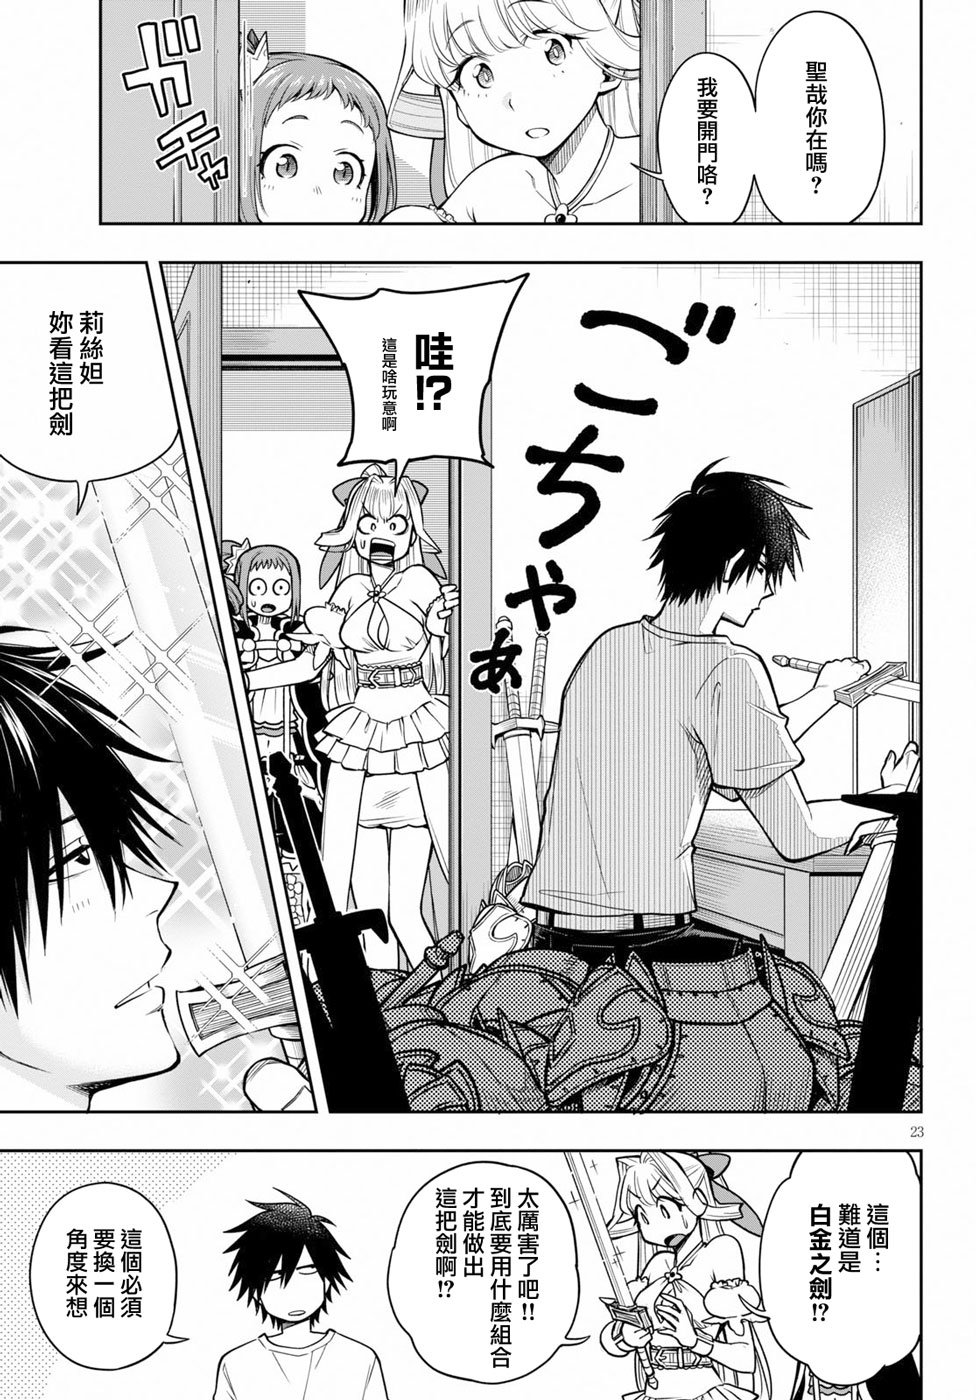 聖哉你在嗎?
我要開門咯?
ガチャ
ごちゃぁ
哇!?
這是啥玩意啊
莉絲妲
妳看這把劍
23
這個…
難道是
白金之劍
!?
太厲害了吧!!
到底要用什麼組合
才能做出
這把劍啊!?
這個必須
要換一個
角度來想